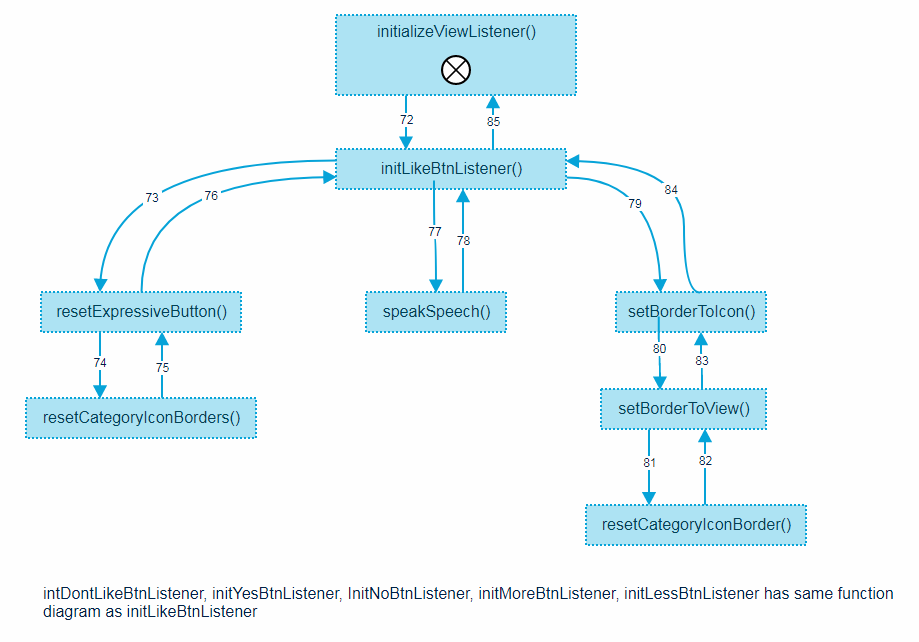 initializeViewListener()
72
85
initLikeBtnListener()
73
76
77
78
79
84
resetExpressiveButton()
speakSpeech()
setBorderToIcon()
74
75
80
83
resetCategoryIconBorders()
setBorderToView()
81
82
resetCategoryIconBorder()
intDontLikeBtnListener, initYesBtnListener, InitNoBtnListener, initMoreBtnListener, initLessBtnListener has same function
diagram as initLikeBtnListener